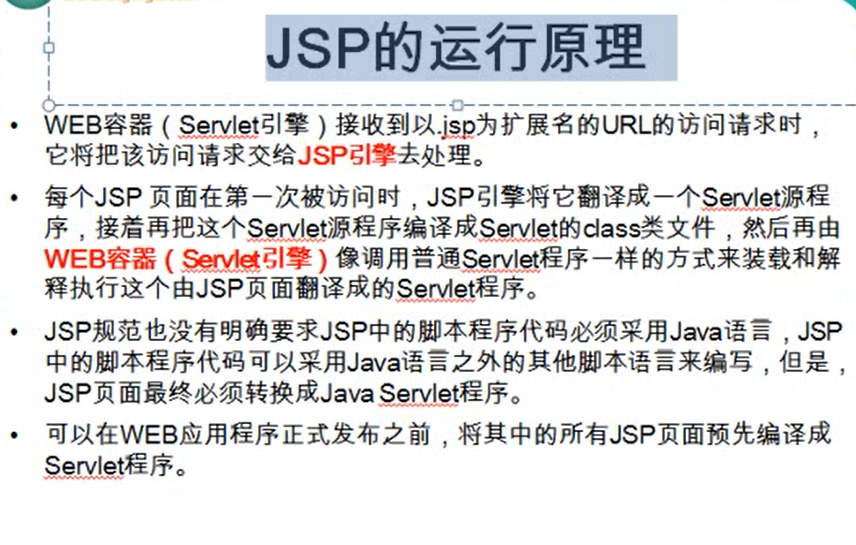 JSP的运行原理
• WEB容器（Servlet引擎）接收到以.jsp为扩展名的URL的访问请求时，
它将把该访问请求交给JSP引擎去处理。
• 每个JSP 页面在第一次被访问时，JSP引擎将它翻译成一个Servlet源程
序，接着再把这个Servlet源程序编译成Servlet的class类文件，然后再由
WEB容器（Servlet引擎）像调用普通Servlet程序一样的方式来装载和解
释执行这个由JSP页面翻译成的Servlet程序。
• JSP规范也没有明确要求JSP中的脚本程序代码必须采用Java语言，JSP
中的脚本程序代码可以采用Java语言之外的其他脚本语言来编写，但是，
JSP页面最终必须转换成Java Servlet程序。
• 可以在WEB应用程序正式发布之前，将其中的所有JSP页面预先编译成
Servlet程序。